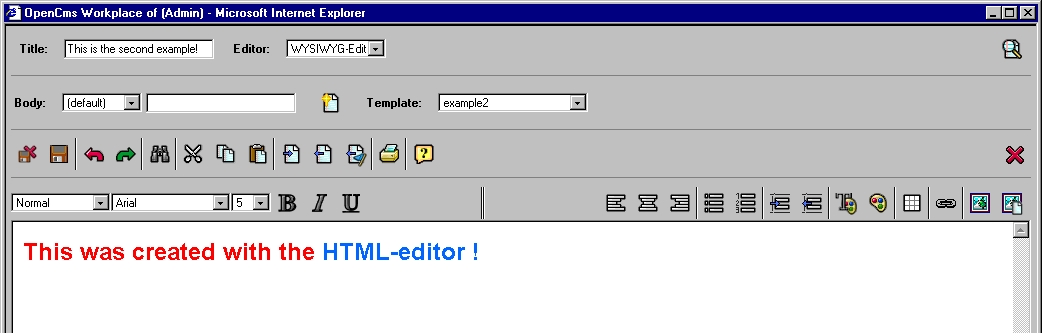 OpenCms Workplace of (Admin) - Microsoft Internet Explorer
Title: This is the second example! Editor: WYSIWYG-Edit
Body: (default) Template: example2
Normal Arial 5 B I U
This was created with the HTML-editor !